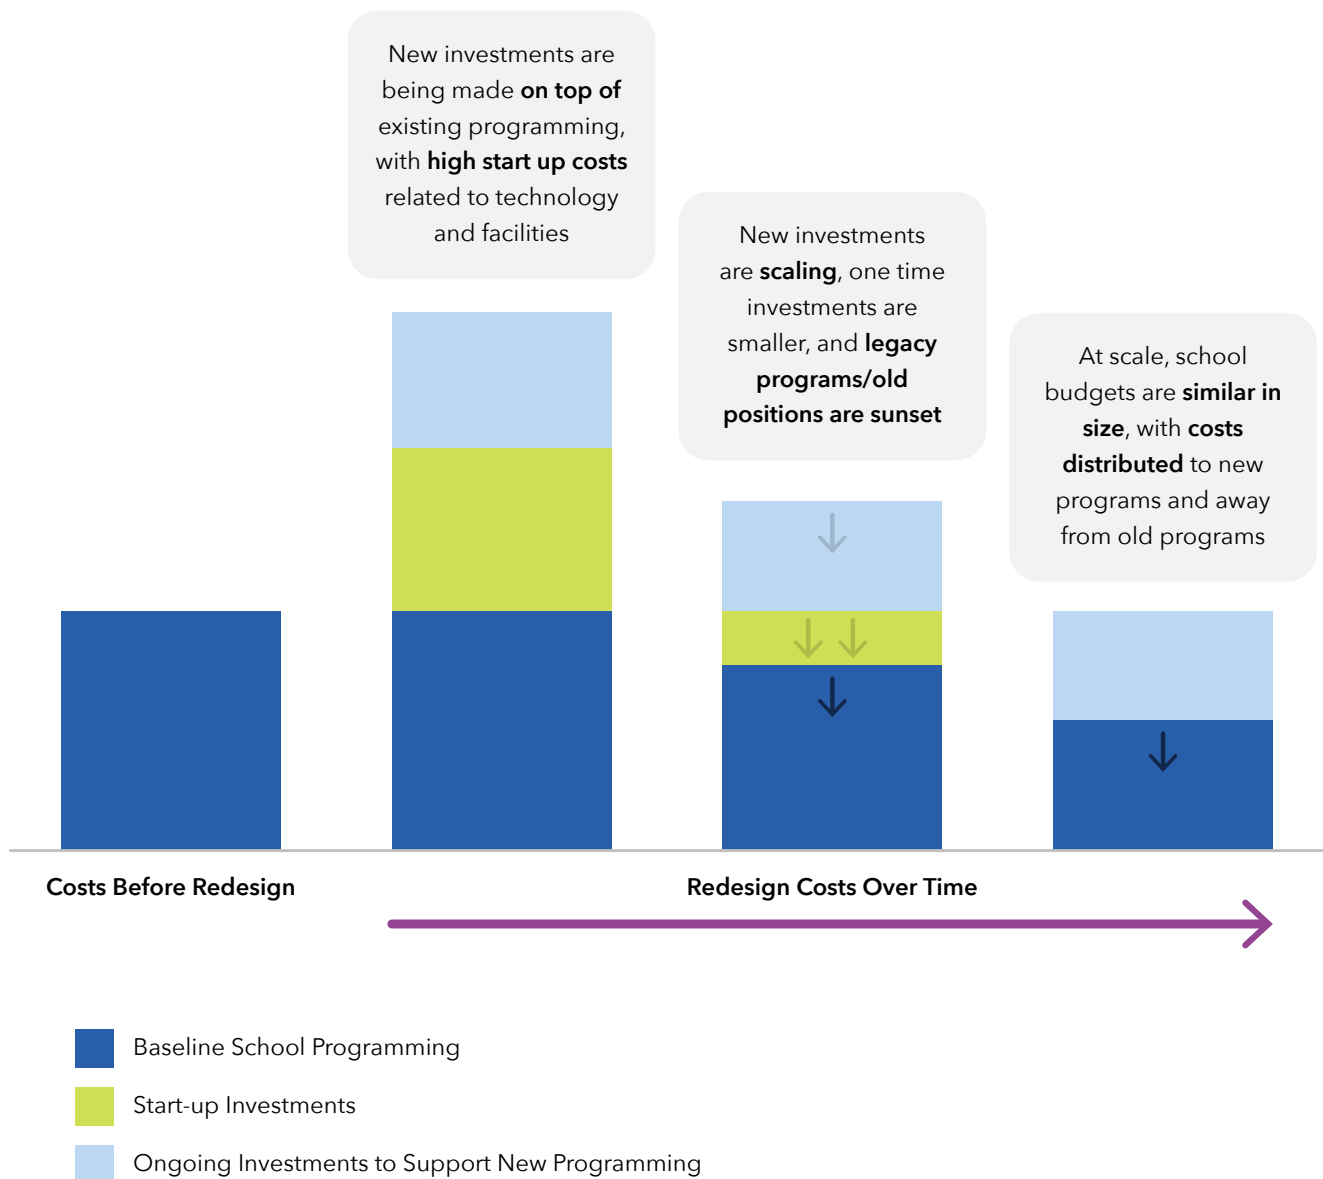 New investments are
being made on top of
existing programming,
with high start up costs
related to technology
and facilities
New investments
are scaling, one time
investments are
smaller, and legacy
programs/old
positions are sunset
At scale, school
budgets are similar in
size, with costs
distributed to new
programs and away
from old programs
Costs Before Redesign
Redesign Costs Over Time
Baseline School Programming
Start-up Investments
Ongoing Investments to Support New Programming